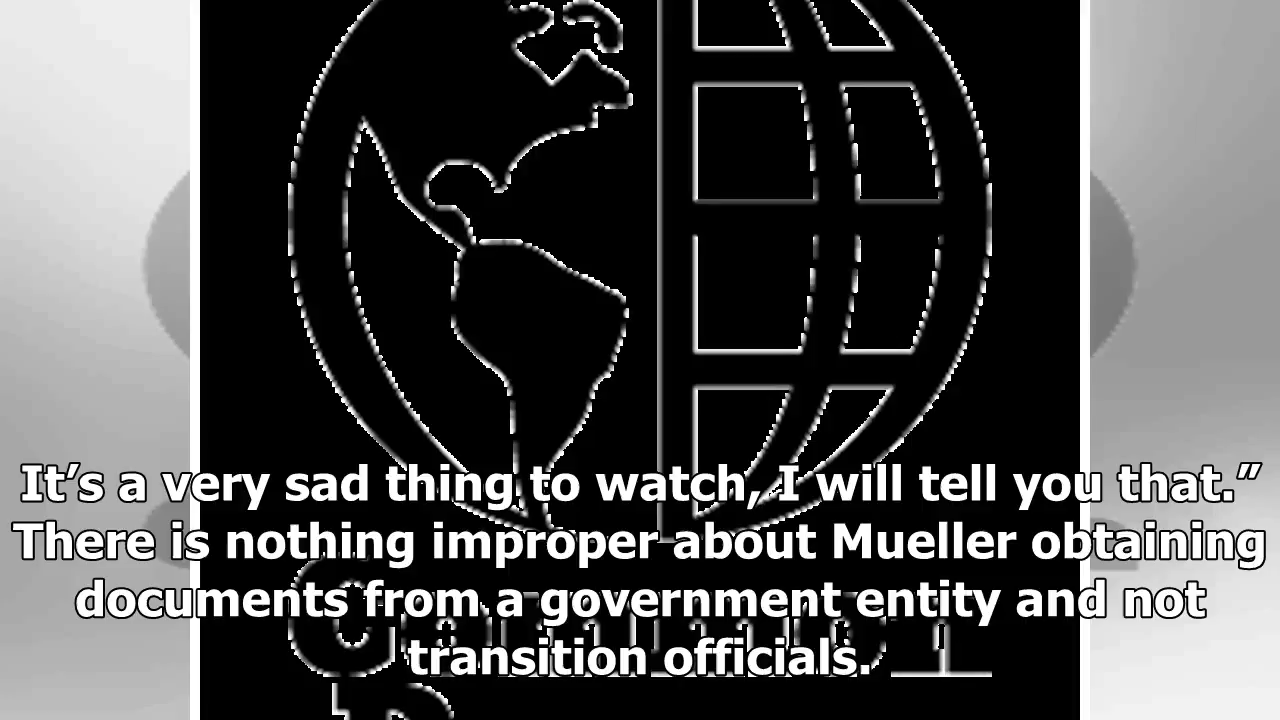 It’s a very sad thing to watch, I will tell you that.”
There is nothing improper about Mueller obtaining
documents from a government entity and not
transition officials.